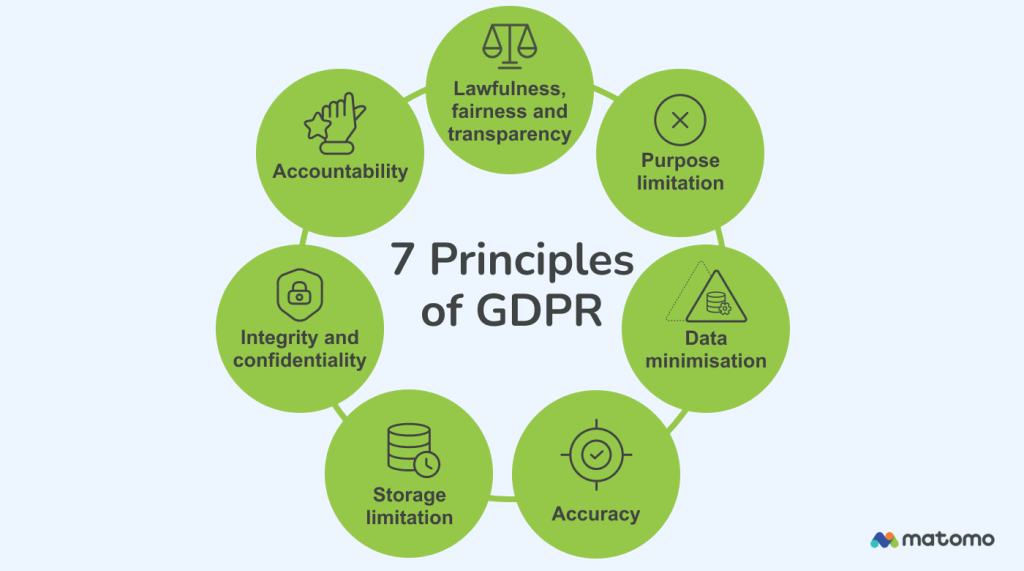 Lawfulness,
fairness and
transparency
Purpose
limitation
Data
minimisation
Accuracy
Storage
limitation
Integrity and
confidentiality
Accountability
7 Principles
of GDPR
matomo